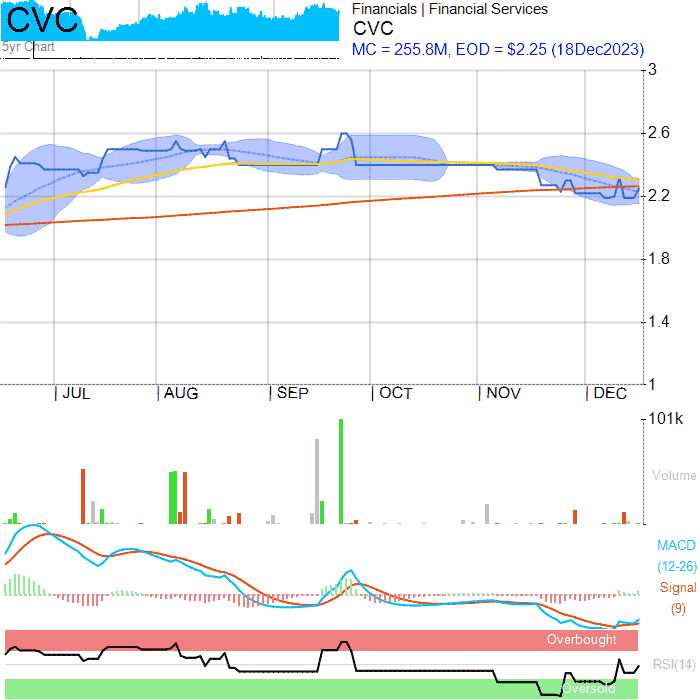 CVC
5yr Chart
Financials | Financial Services
CVC
MC = 255.8M, EOD = $2.25 (18Dec2023)
3
2.6
2.2
1.8
1.4
1
JUL AUG SEP OCT NOV DEC
101k
Volume
MACD
(12-26)
Signal
(9)
Overbought
RSI(14)
Oversold